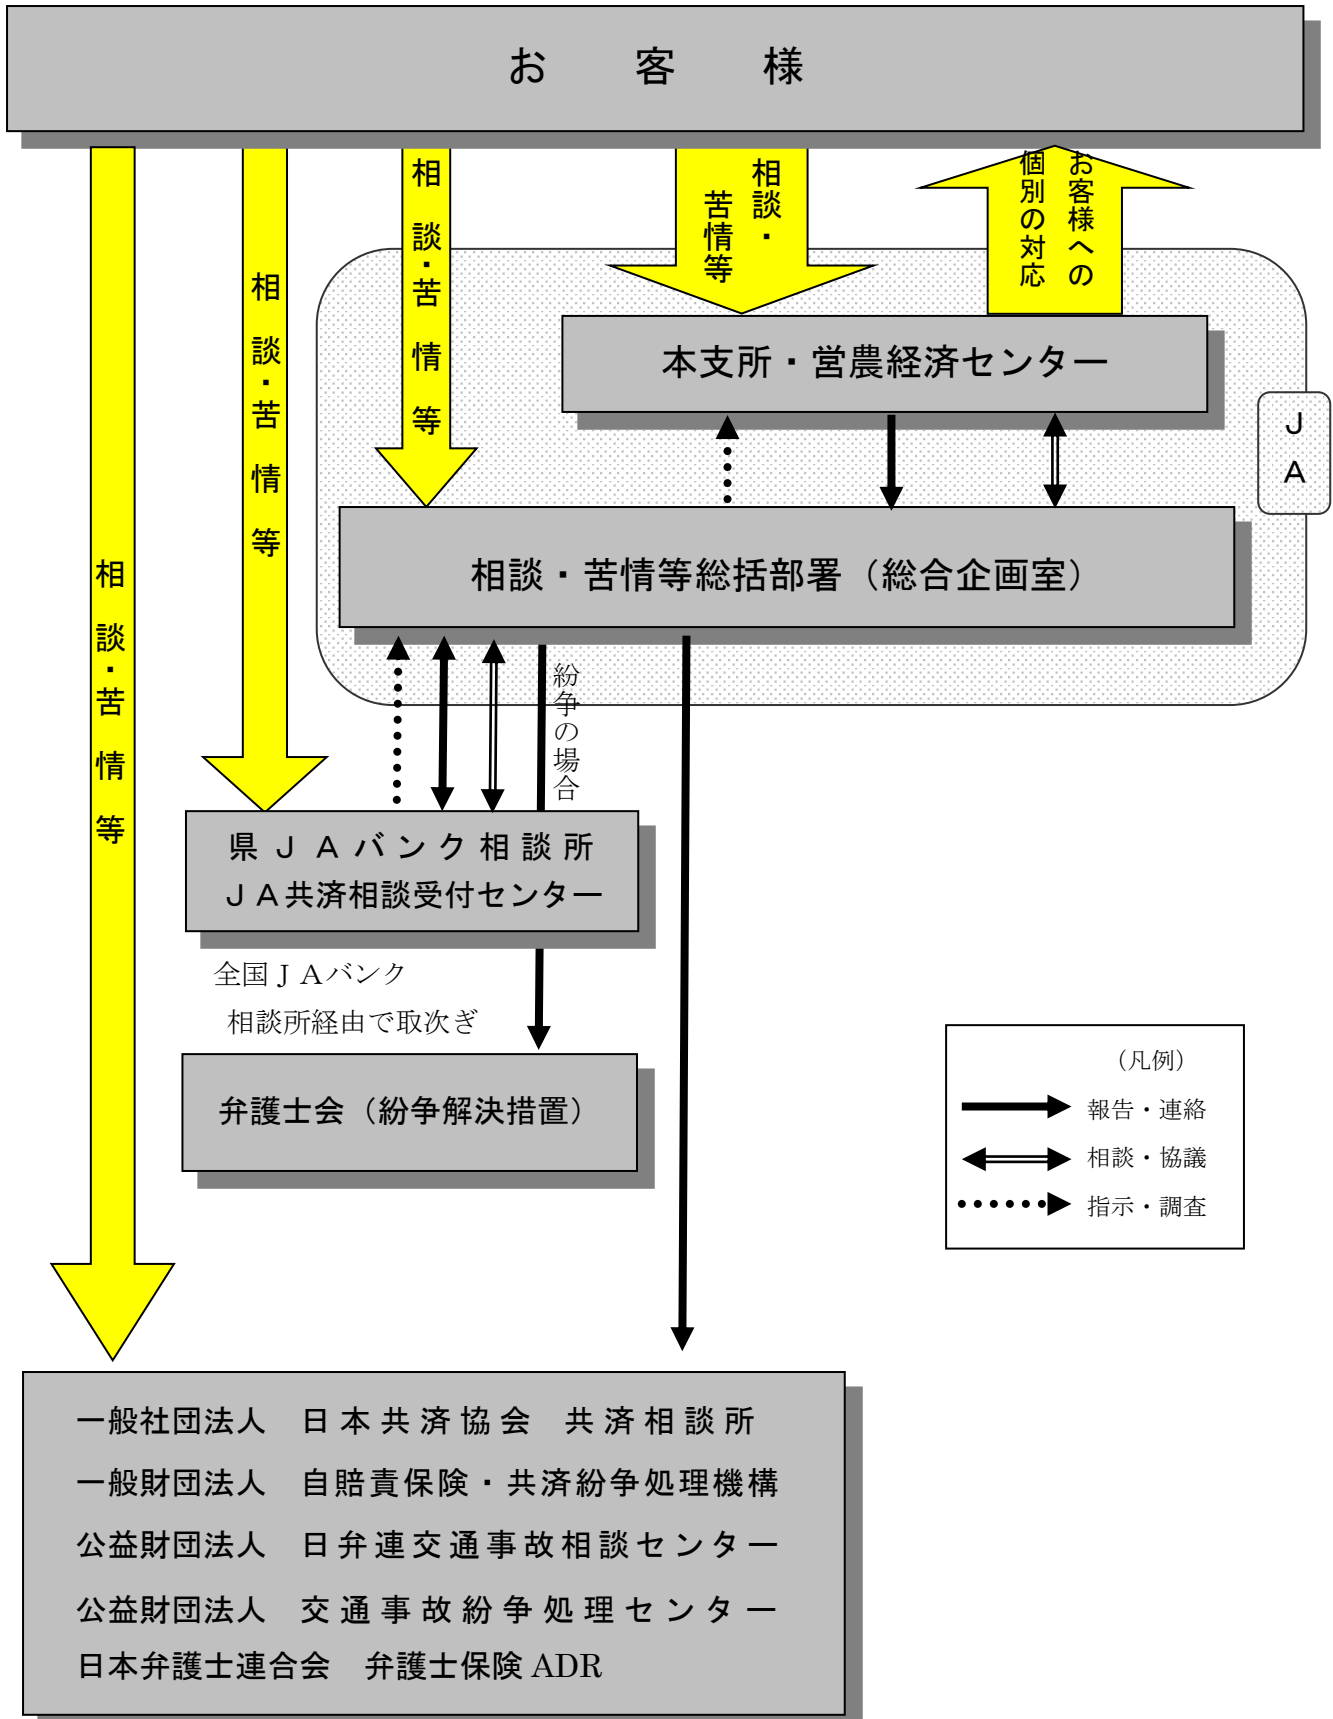 お　客　様
相談・苦情等
相談・苦情等
相談・苦情等
相談・
苦情等
お客様への
個別の対応
本支所・営農経済センター
ＪＡ
相談・苦情等総括部署（総合企画室）
紛争の場合
県ＪＡバンク相談所
ＪＡ共済相談受付センター
全国ＪＡバンク
相談所経由で取次ぎ
弁護士会（紛争解決措置）
（凡例）
報告・連絡
相談・協議
指示・調査
一般社団法人　日本共済協会　共済相談所
一般財団法人　自賠責保険・共済紛争処理機構
公益財団法人　日弁連交通事故相談センター
公益財団法人　交通事故紛争処理センター
日本弁護士連合会　弁護士保険 ADR